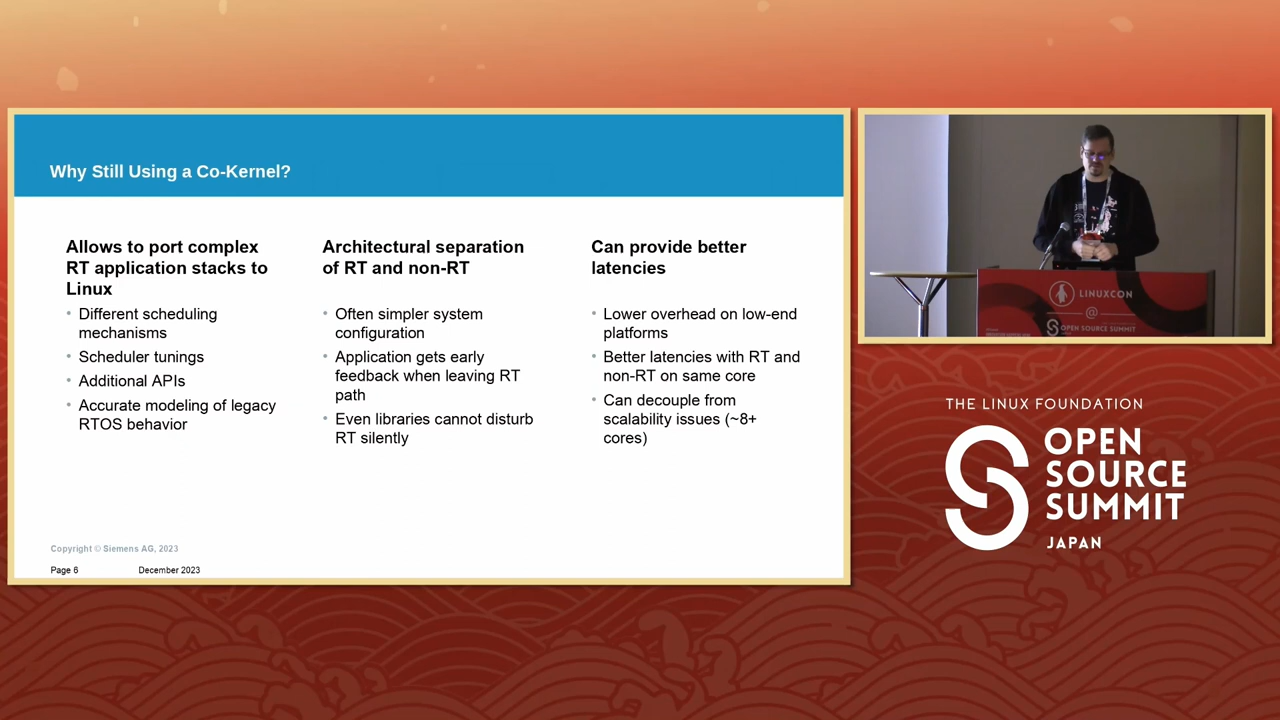 Why Still Using a Co-Kernel?
Allows to port complex
RT application stacks to
Linux
• Different scheduling
mechanisms
• Scheduler tunings
• Additional APIs
• Accurate modeling of legacy
RTOS behavior
Architectural separation
of RT and non-RT
• Often simpler system
configuration
• Application gets early
feedback when leaving RT
path
• Even libraries cannot disturb
RT silently
Can provide better
latencies
• Lower overhead on low-end
platforms
• Better latencies with RT and
non-RT on same core
• Can decouple from
scalability issues (~8+
cores)
Copyright © Siemens AG, 2023
Page 6 December 2023
LINUXCON
@
OPEN SOURCE SUMMIT
THE LINUX FOUNDATION
OPEN
SOURCE
SUMMIT
JAPAN